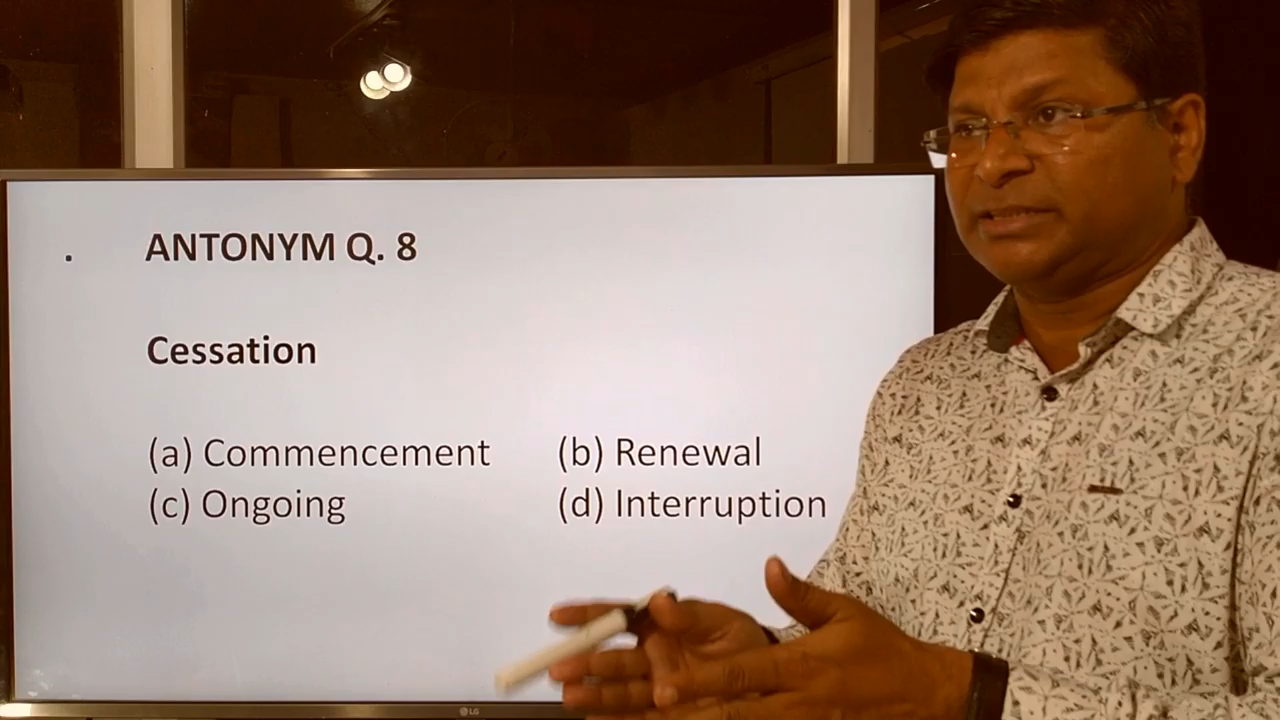 . ANTONYM Q. 8
Cessation
(a) Commencement (b) Renewal
(c) Ongoing (d) Interruption
LG